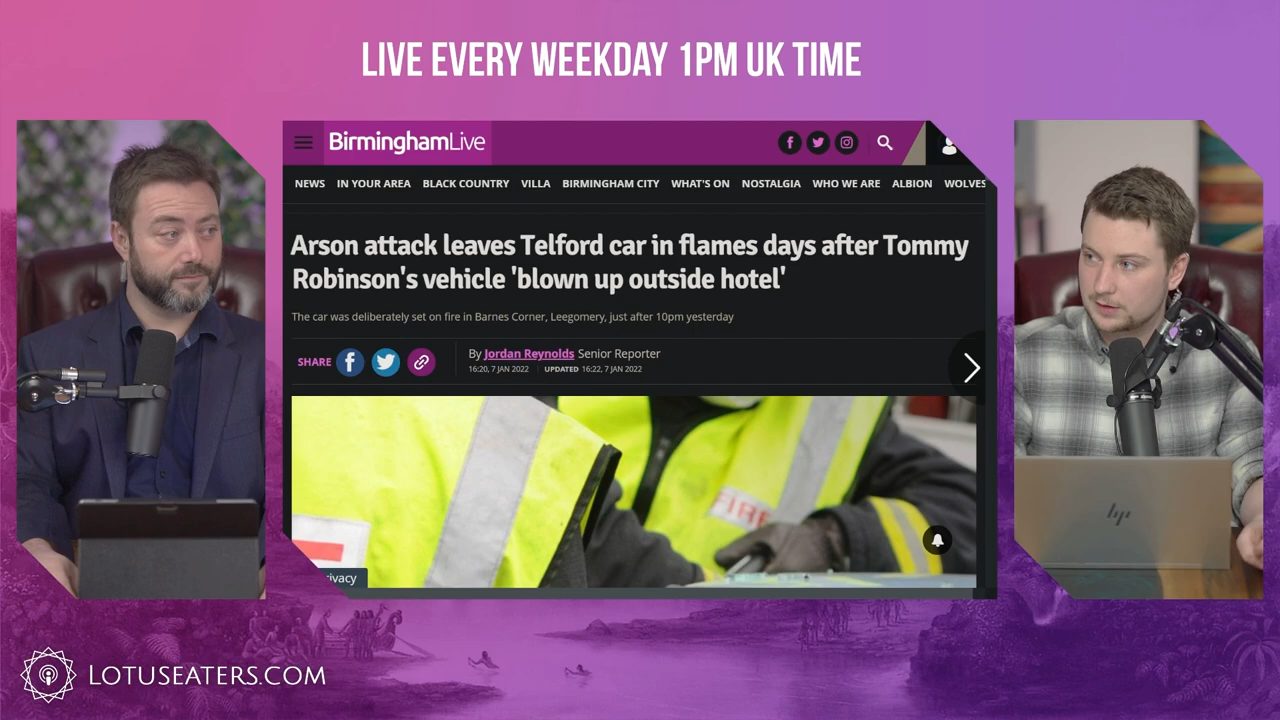 LIVE EVERY WEEKDAY 1PM UK TIME
BirminghamLive
NEWS IN YOUR AREA BLACK COUNTRY VILLA BIRMINGHAM CITY WHAT'S ON NOSTALGIA WHO WE ARE ALBION WOLVES
Arson attack leaves Telford car in flames days after Tommy
Robinson's vehicle 'blown up outside hotel'
The car was deliberately set on fire in Barnes Corner, Leegomery, just after 10pm yesterday
SHARE
By Jordan Reynolds Senior Reporter
16:20, 7 JAN 2022 UPDATED 16:22, 7 JAN 2022
FIRE
rivacy
hp
LOTUSEATERS.COM